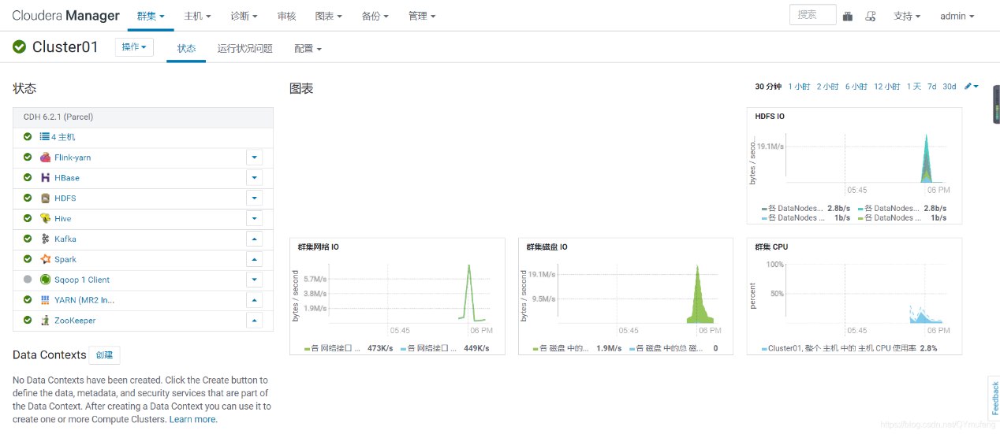 Cloudera Manager 群集 主机 诊断 审核 图表 备份 管理 搜索 支持 admin
Cluster01 操作 状态 运行状况问题 配置
状态
CDH 6.2.1 (Parcel)
4 主机
Flink-yarn
HBase
HDFS
Hive
Kafka
Spark
Sqoop 1 Client
YARN (MR2 In...
ZooKeeper
Data Contexts 创建
No Data Contexts have been created. Click the Create button to
define the data, metadata, and security services that are part of
the Data Context. After creating a Data Context you can use it to
create one or more Compute Clusters. Learn more.
图表
30 分钟 1 小时 2 小时 6 小时 12 小时 1 天 7d 30d
HDFS IO
bytes / seco...
19.1M/s
05:45 06 PM
各 DataNodes... 2.8b/s 各 DataNodes... 2.8b/s
各 DataNodes ... 1b/s 各 DataNodes ... 1b/s
群集网络 IO
bytes / second
5.7M/s
3.8M/s
1.9M/s
05:45 06 PM
各 网络接口 ... 473K/s 各 网络接口 ... 449K/s
群集磁盘 IO
bytes / second
19.1M/s
9.5M/s
05:45 06 PM
各 磁盘 中的... 1.9M/s 各 磁盘 中的总 磁... 0
群集 CPU
percent
100%
50%
05:45 06 PM
Cluster01, 整个 主机 中的 主机 CPU 使用率 2.8%
Feedback
https://blog.csdn.net/QYmufeng